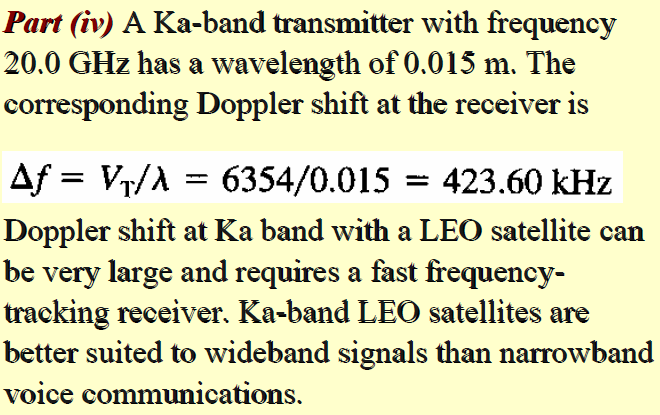 Part (iv) A Ka-band transmitter with frequency
20.0 GHz has a wavelength of 0.015 m. The
corresponding Doppler shift at the receiver is
Δf = V_T/λ = 6354/0.015 = 423.60 kHz
Doppler shift at Ka band with a LEO satellite can
be very large and requires a fast frequency-
tracking receiver. Ka-band LEO satellites are
better suited to wideband signals than narrowband
voice communications.